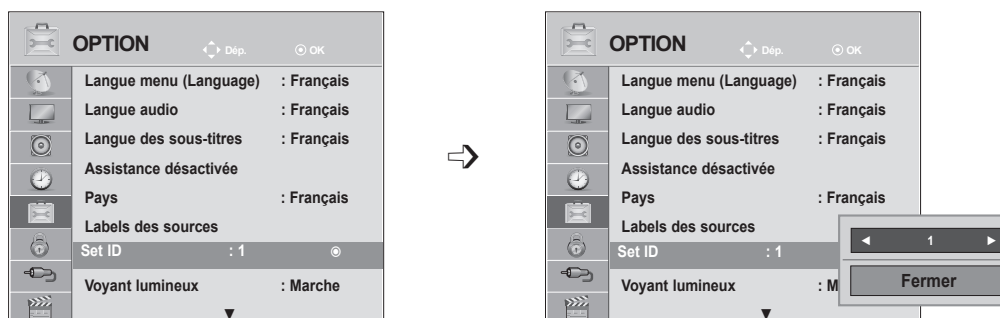 OPTION Dép. OK
Langue menu (Language) : Français
Langue audio : Français
Langue des sous-titres : Français
Assistance désactivée
Pays : Français
Labels des sources
Set ID : 1
Voyant lumineux : Marche
OPTION Dép. OK
Langue menu (Language) : Français
Langue audio : Français
Langue des sous-titres : Français
Assistance désactivée
Pays : Français
Labels des sources
Set ID : 1
Voyant lumineux : M
◄ 1 ►
Fermer